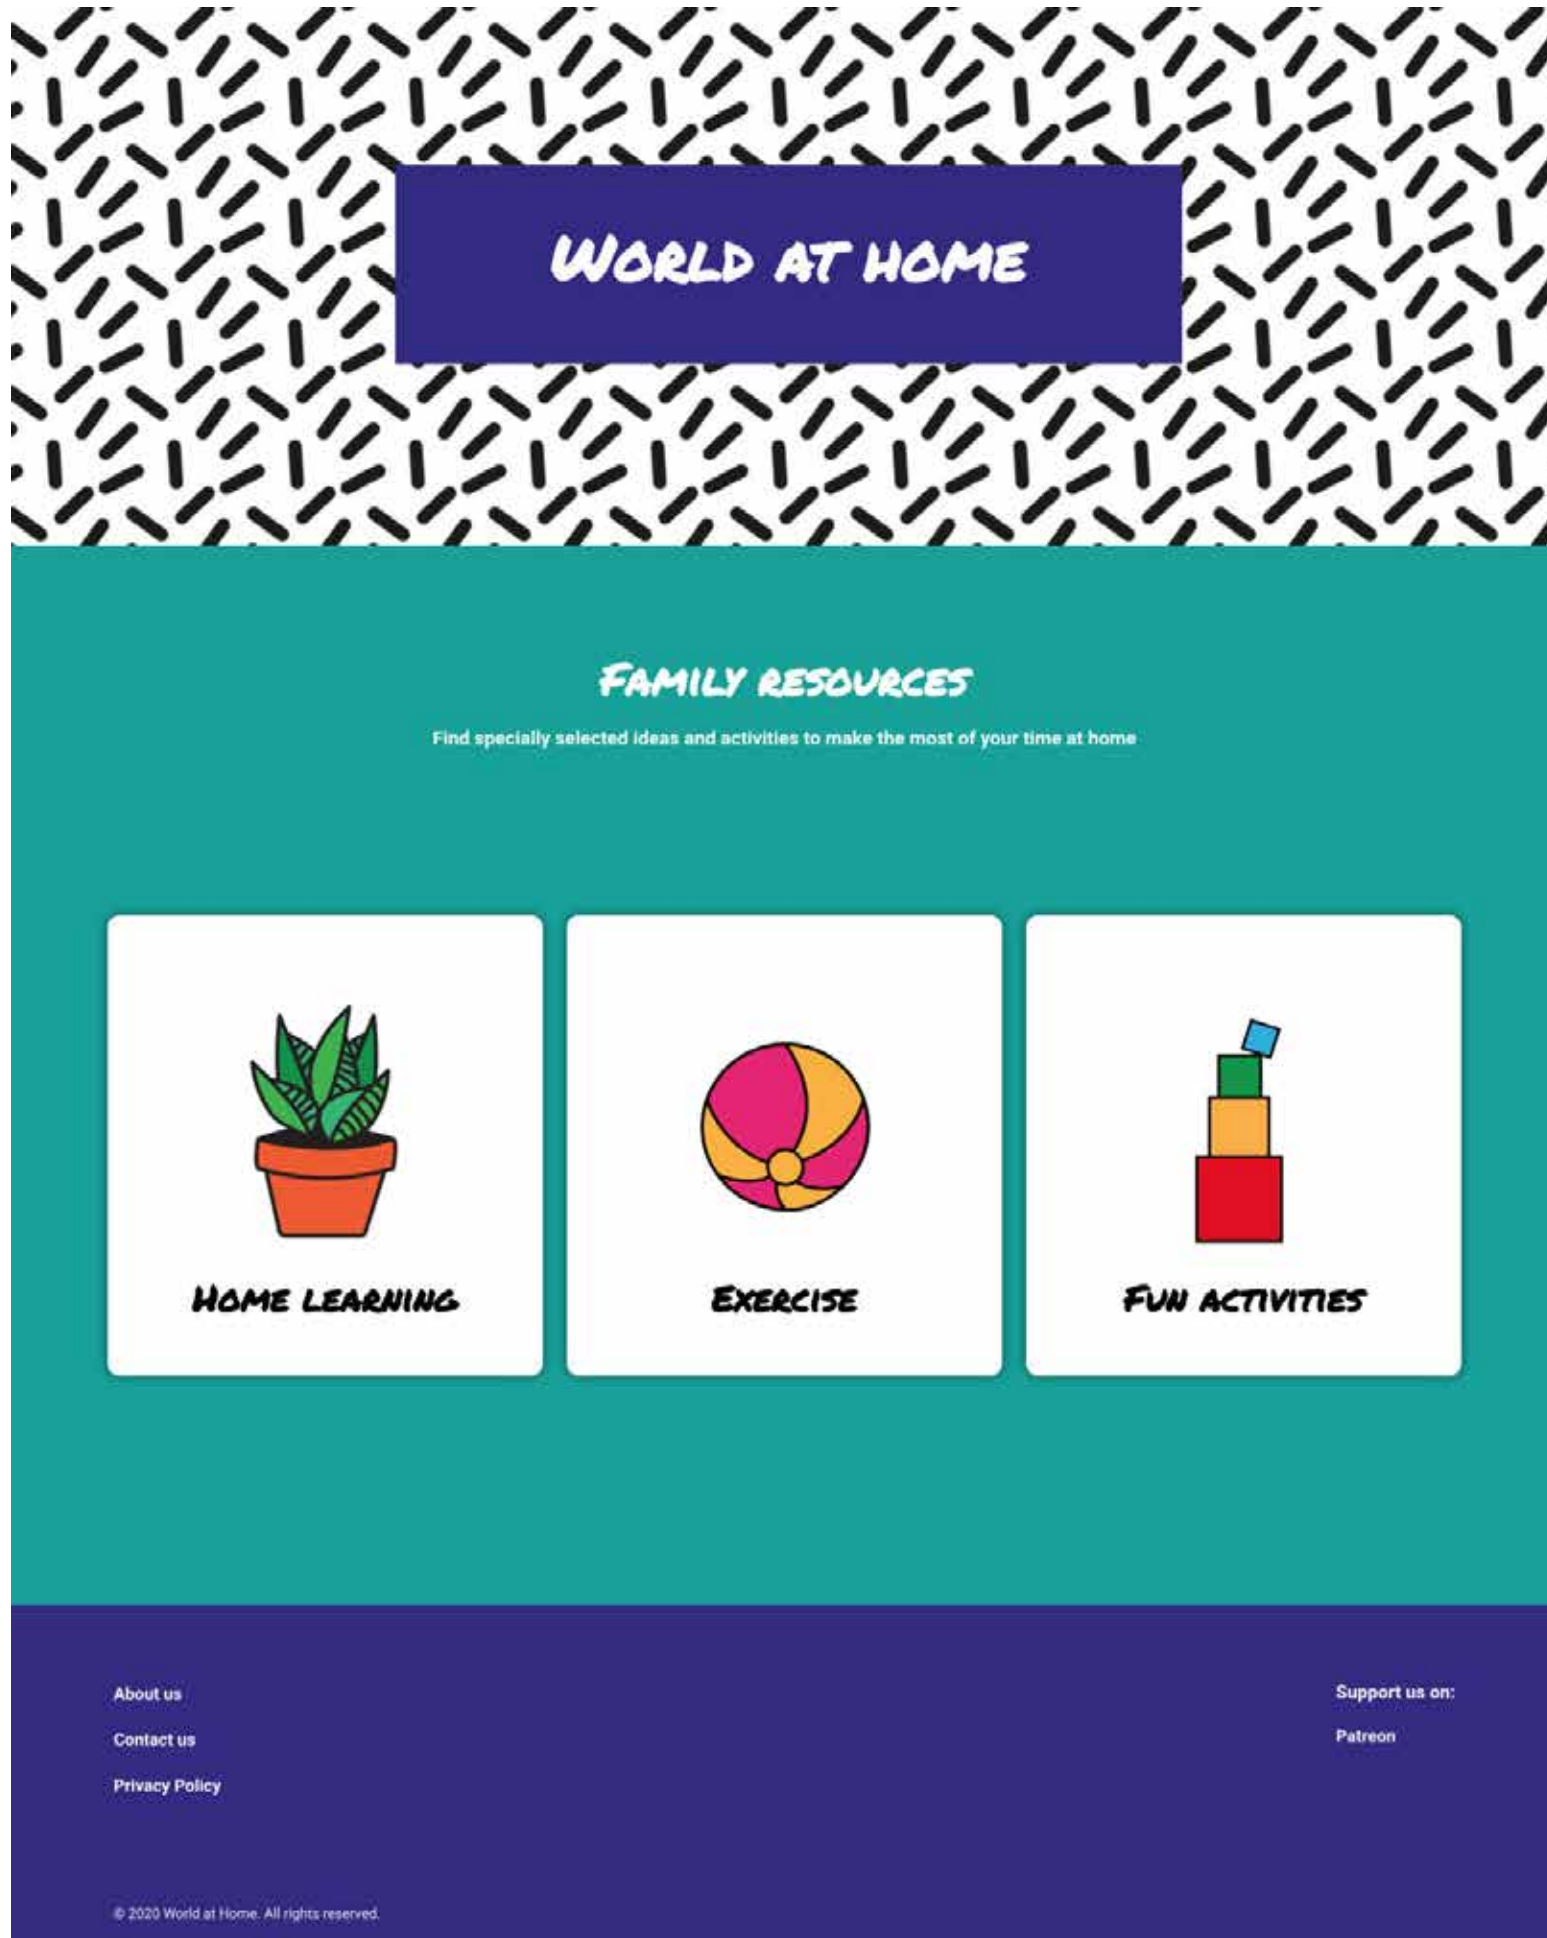 World at home
Family resources
Find specially selected ideas and activities to make the most of your time at home
Home learning
Exercise
Fun activities
About us
Contact us
Privacy Policy
Support us on:
Patreon
© 2020 World at Home. All rights reserved.